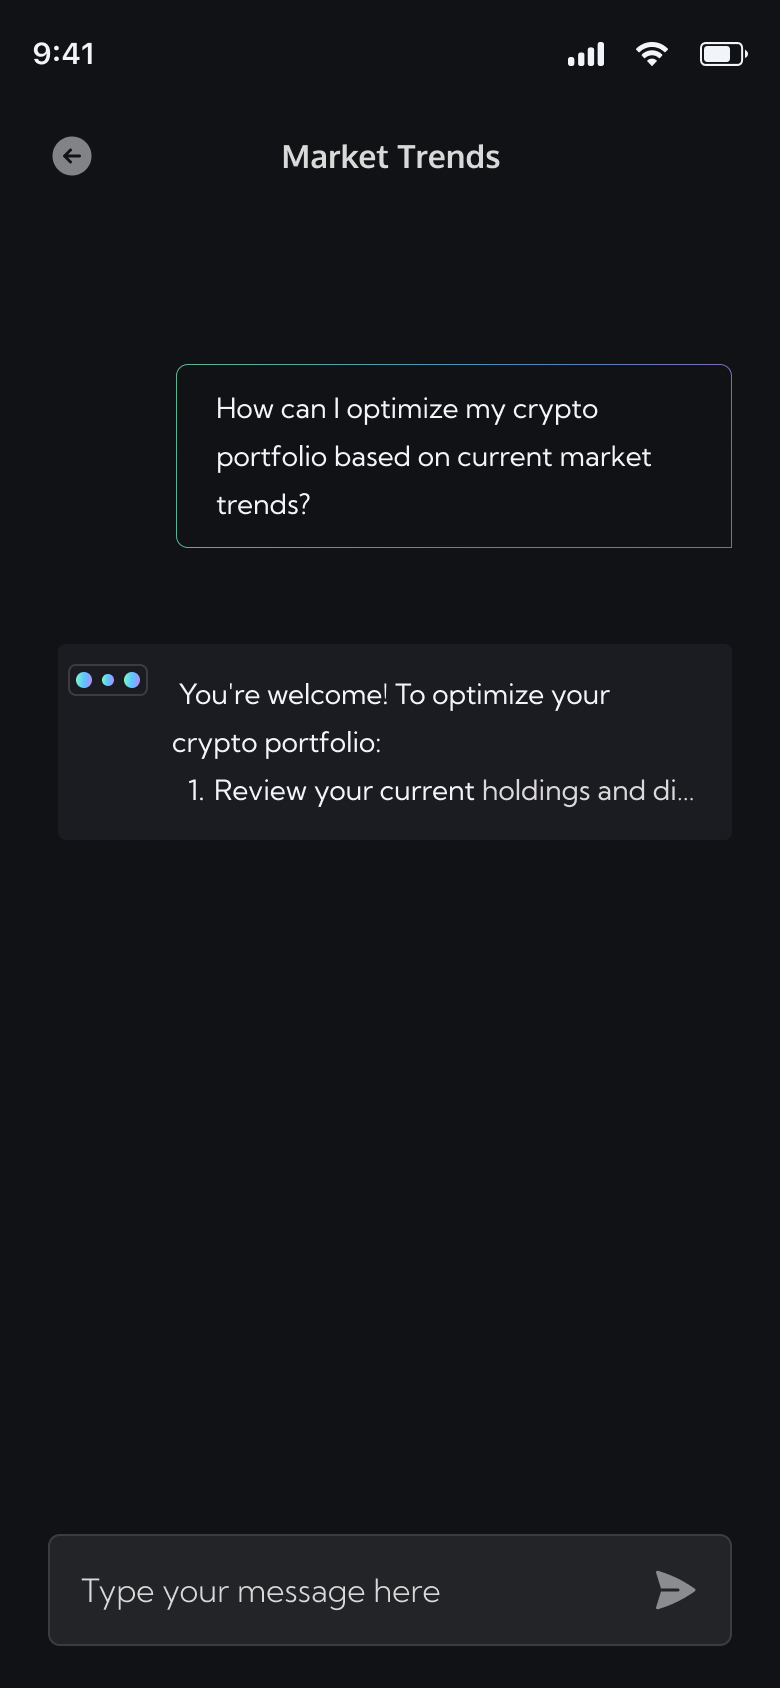 9:41
Market Trends
How can I optimize my crypto
portfolio based on current market
trends?
You're welcome! To optimize your
crypto portfolio:
1. Review your current holdings and di...
Type your message here